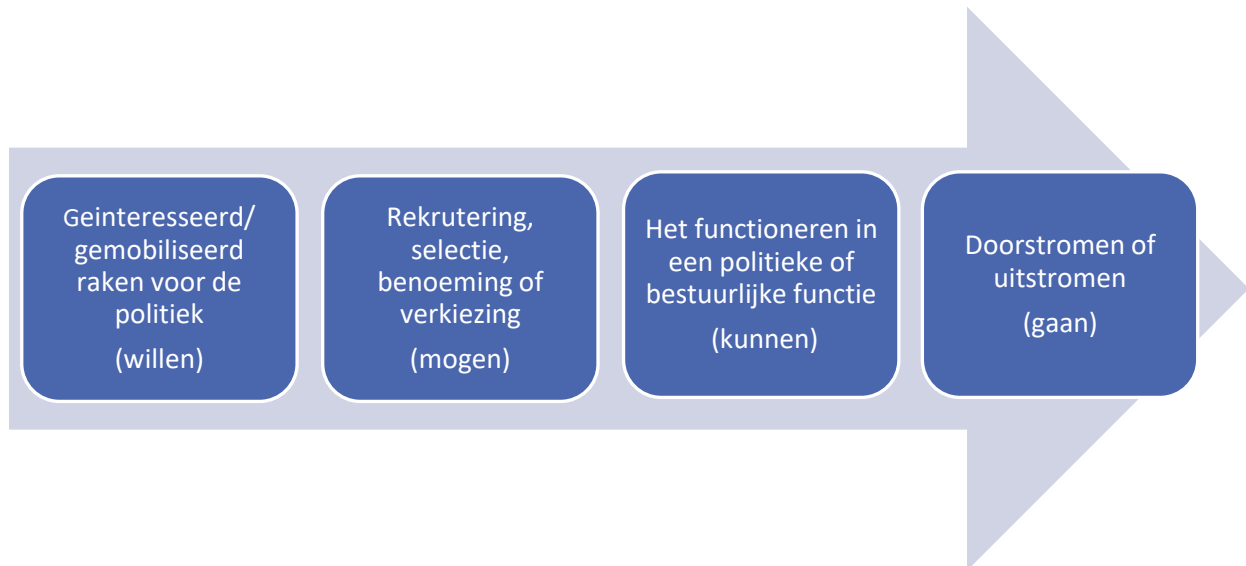 Geinteresseerd/
gemobiliseerd
raken voor de
politiek
(willen)
Rekrutering,
selectie,
benoeming of
verkiezing
(mogen)
Het functioneren in
een politieke of
bestuurlijke functie
(kunnen)
Doorstromen of
uitstromen
(gaan)